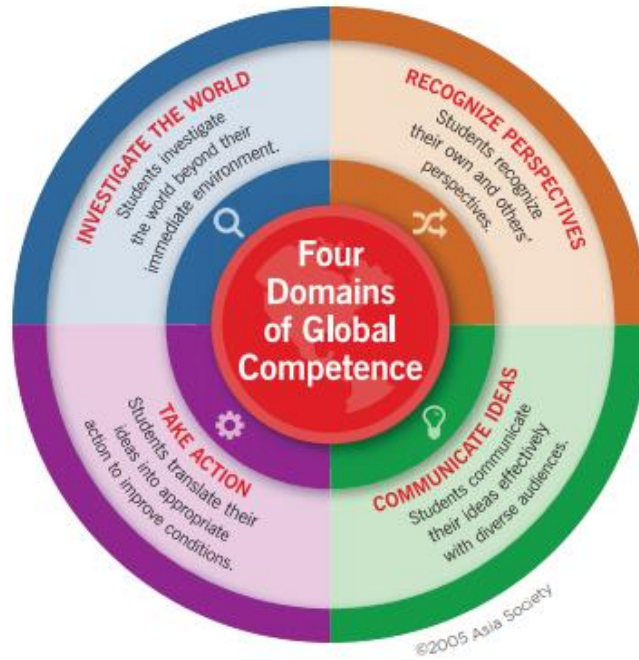 INVESTIGATE THE WORLD
Students investigate
the world beyond their
immediate environment.
RECOGNIZE PERSPECTIVES
Students recognize
their own and others'
perspectives.
Four
Domains
of Global
Competence
TAKE ACTION
Students translate their
ideas into appropriate
action to improve conditions.
COMMUNICATE IDEAS
Students communicate
their ideas effectively
with diverse audiences.
©2005 Asia Society